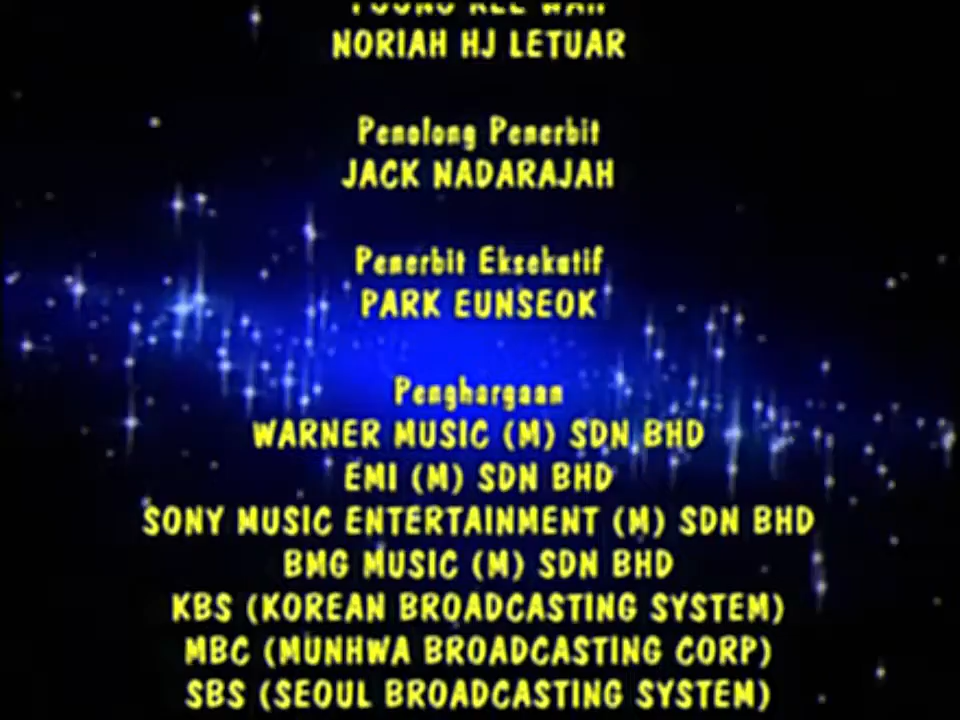 NORIAH HJ LETUAR
Penolong Penerbit
JACK NADARAJAH
Penerbit Eksekutif
PARK EUNSEOK
Penghargaan
WARNER MUSIC (M) SDN BHD
EMI (M) SDN BHD
SONY MUSIC ENTERTAINMENT (M) SDN BHD
BMG MUSIC (M) SDN BHD
KBS (KOREAN BROADCASTING SYSTEM)
MBC (MUNHWA BROADCASTING CORP)
SBS (SEOUL BROADCASTING SYSTEM)